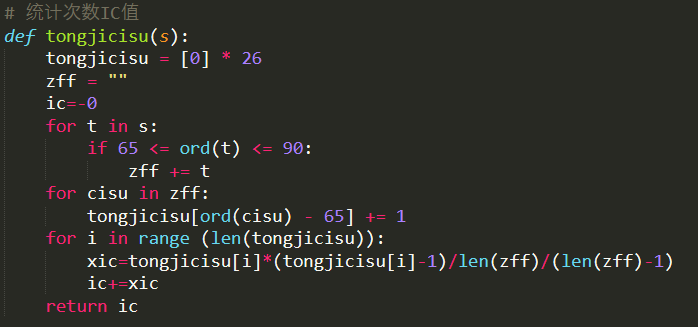 # 统计次数IC值
def tongjicisu(s):
    tongjicisu = [0] * 26
    zff = ""
    ic=-0
    for t in s:
        if 65 <= ord(t) <= 90:
            zff += t
    for cisu in zff:
        tongjicisu[ord(cisu) - 65] += 1
    for i in range (len(tongjicisu)):
        xic=tongjicisu[i]*(tongjicisu[i]-1)/len(zff)/(len(zff)-1)
        ic+=xic
    return ic